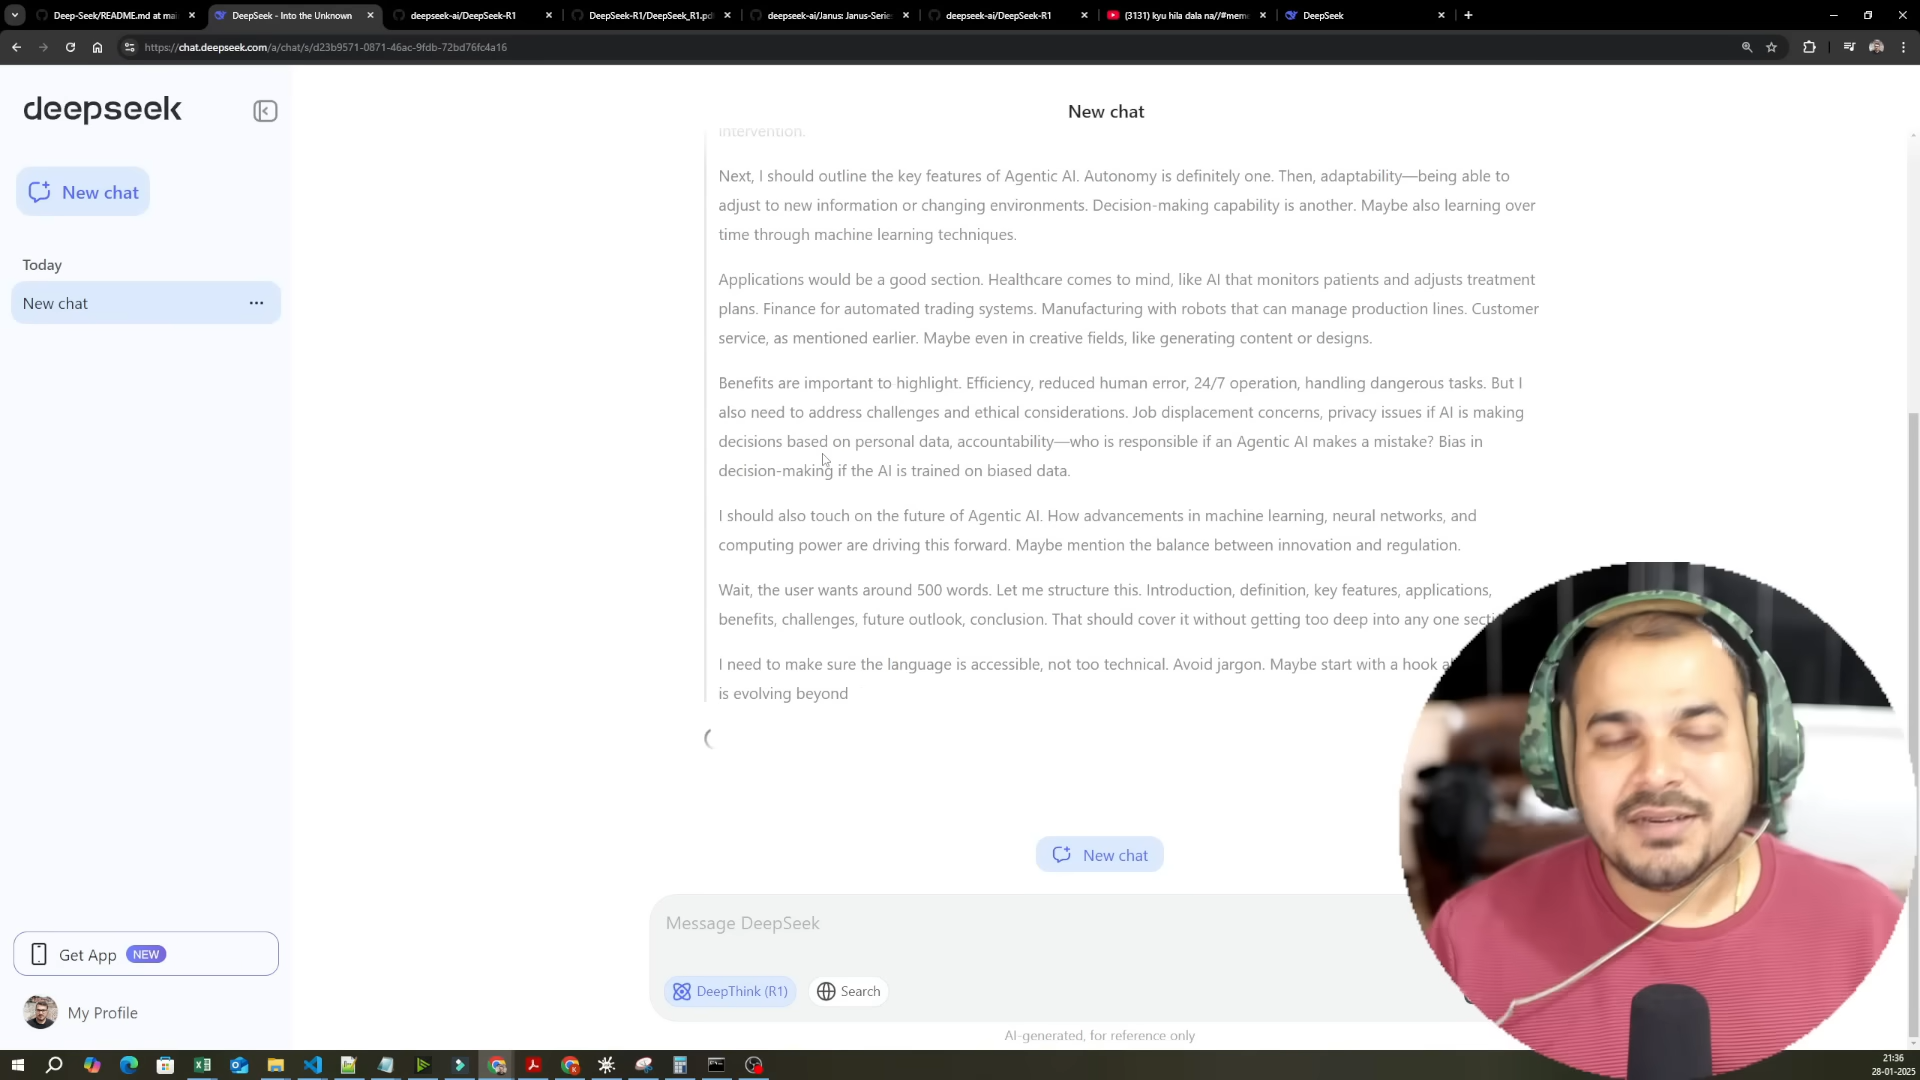 Deep-Seek/README.md at mai
DeepSeek - Into the Unknown
deepseek-ai/DeepSeek-R1
DeepSeek-R1/DeepSeek_R1.pd
deepseek-ai/Janus: Janus-Serie
deepseek-ai/DeepSeek-R1
(3131) kyu hila dala na//#mem
DeepSeek
https://chat.deepseek.com/a/chat/s/d23b9571-0871-46ac-9fdb-72bd76fc4a16
deepseek
New chat
Today
New chat
New chat
intervention.
Next, I should outline the key features of Agentic AI. Autonomy is definitely one. Then, adaptability—being able to
adjust to new information or changing environments. Decision-making capability is another. Maybe also learning over
time through machine learning techniques.
Applications would be a good section. Healthcare comes to mind, like AI that monitors patients and adjusts treatment
plans. Finance for automated trading systems. Manufacturing with robots that can manage production lines. Customer
service, as mentioned earlier. Maybe even in creative fields, like generating content or designs.
Benefits are important to highlight. Efficiency, reduced human error, 24/7 operation, handling dangerous tasks. But I
also need to address challenges and ethical considerations. Job displacement concerns, privacy issues if AI is making
decisions based on personal data, accountability—who is responsible if an Agentic AI makes a mistake? Bias in
decision-making if the AI is trained on biased data.
I should also touch on the future of Agentic AI. How advancements in machine learning, neural networks, and
computing power are driving this forward. Maybe mention the balance between innovation and regulation.
Wait, the user wants around 500 words. Let me structure this. Introduction, definition, key features, applications,
benefits, challenges, future outlook, conclusion. That should cover it without getting too deep into any one secti
I need to make sure the language is accessible, not too technical. Avoid jargon. Maybe start with a hook a
is evolving beyond
New chat
Message DeepSeek
DeepThink (R1)
Search
AI-generated, for reference only
Get App NEW
My Profile
21:36
28-01-2025